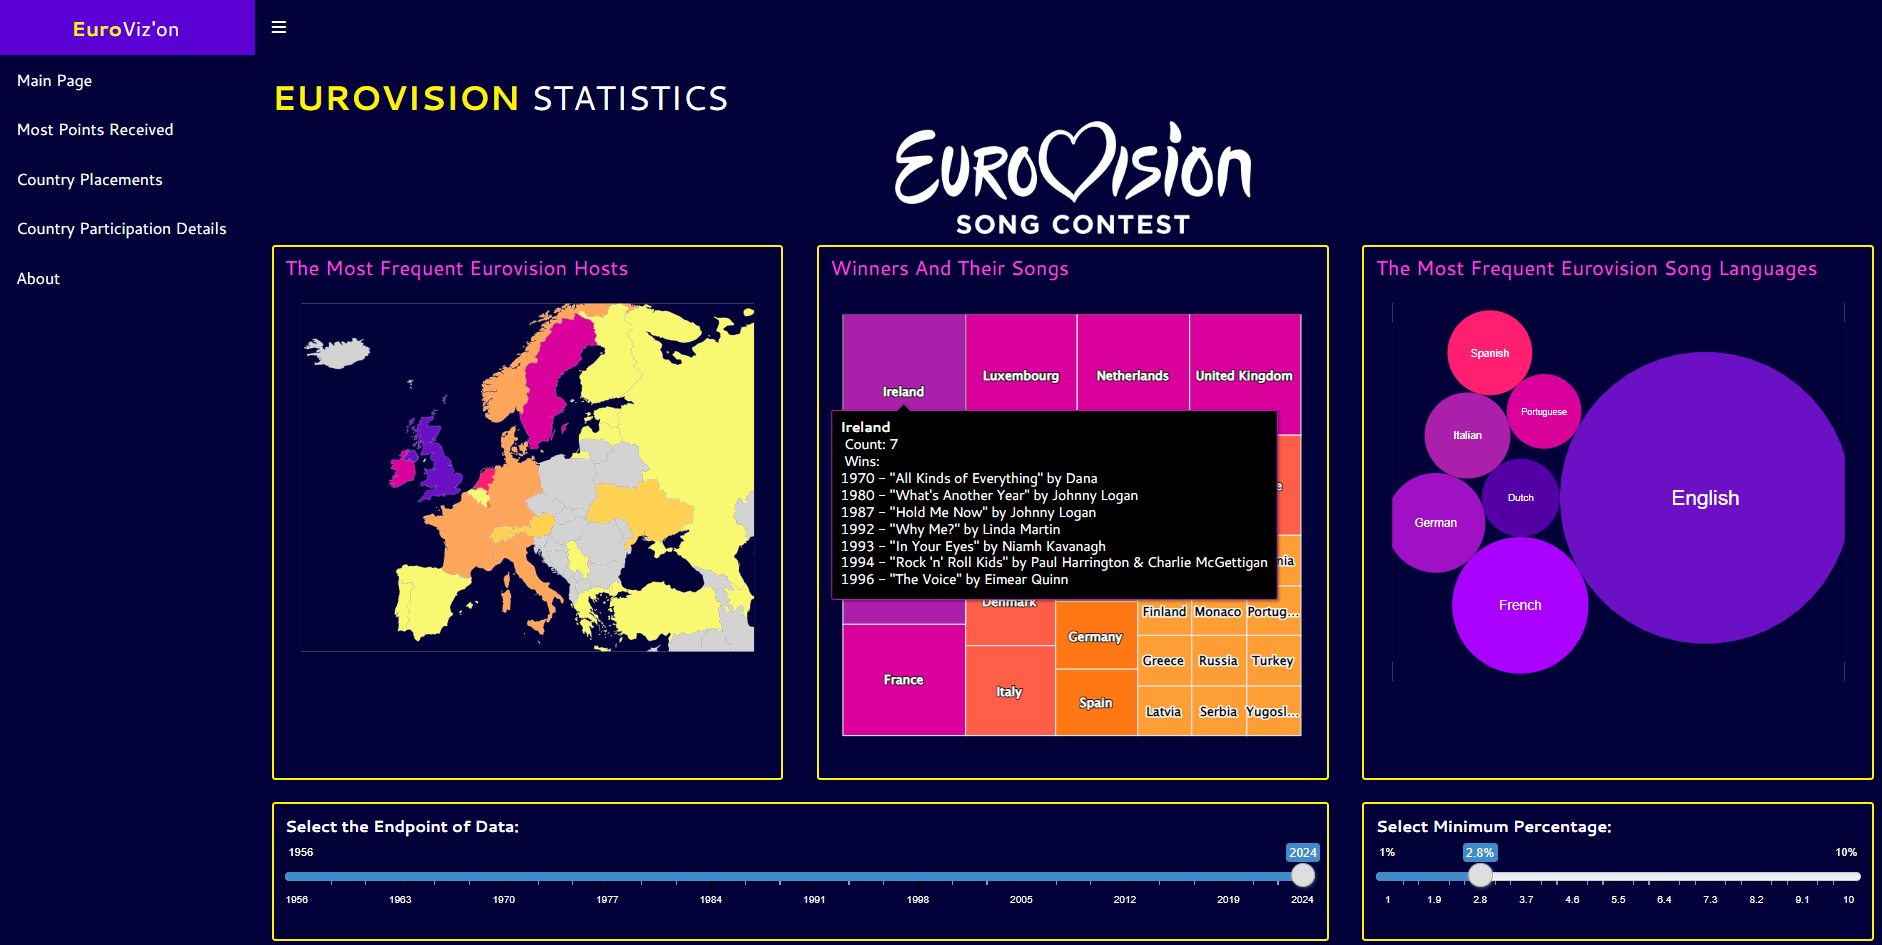 EuroViz'on
Main Page
Most Points Received
Country Placements
Country Participation Details
About
EUROVISION STATISTICS
EUROVISION
SONG CONTEST
The Most Frequent Eurovision Hosts
Winners And Their Songs
Ireland
Luxembourg
Netherlands
United Kingdom
Ireland
Count: 7
Wins:
1970 - "All Kinds of Everything" by Dana
1980 - "What's Another Year" by Johnny Logan
1987 - "Hold Me Now" by Johnny Logan
1992 - "Why Me?" by Linda Martin
1993 - "In Your Eyes" by Niamh Kavanagh
1994 - "Rock 'n' Roll Kids" by Paul Harrington & Charlie McGettigan
1996 - "The Voice" by Eimear Quinn
Denmark
Finland
Monaco
Portug...
Germany
Greece
Russia
Turkey
France
Italy
Spain
Latvia
Serbia
Yugosl...
The Most Frequent Eurovision Song Languages
Spanish
Portuguese
Italian
Dutch
English
German
French
Select the Endpoint of Data:
1956
2024
1956 1963 1970 1977 1984 1991 1998 2005 2012 2019 2024
Select Minimum Percentage:
1% 2.8% 10%
1 1.9 2.8 3.7 4.6 5.5 6.4 7.3 8.2 9.1 10